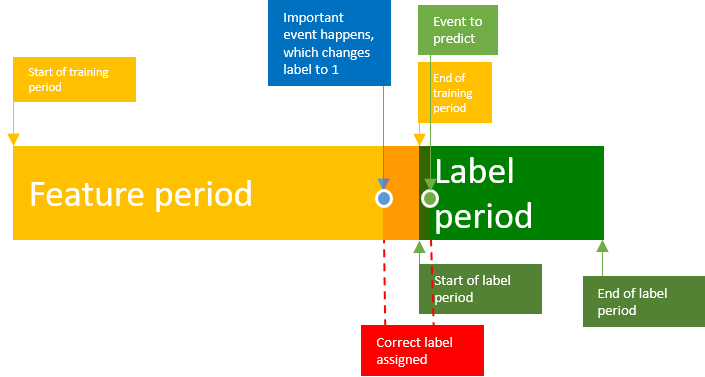 Important
event happens,
which changes
label to 1
Event to
predict
Start of training
period
End of
training
period
Feature period
Label
period
Start of label
period
End of label
period
Correct label
assigned